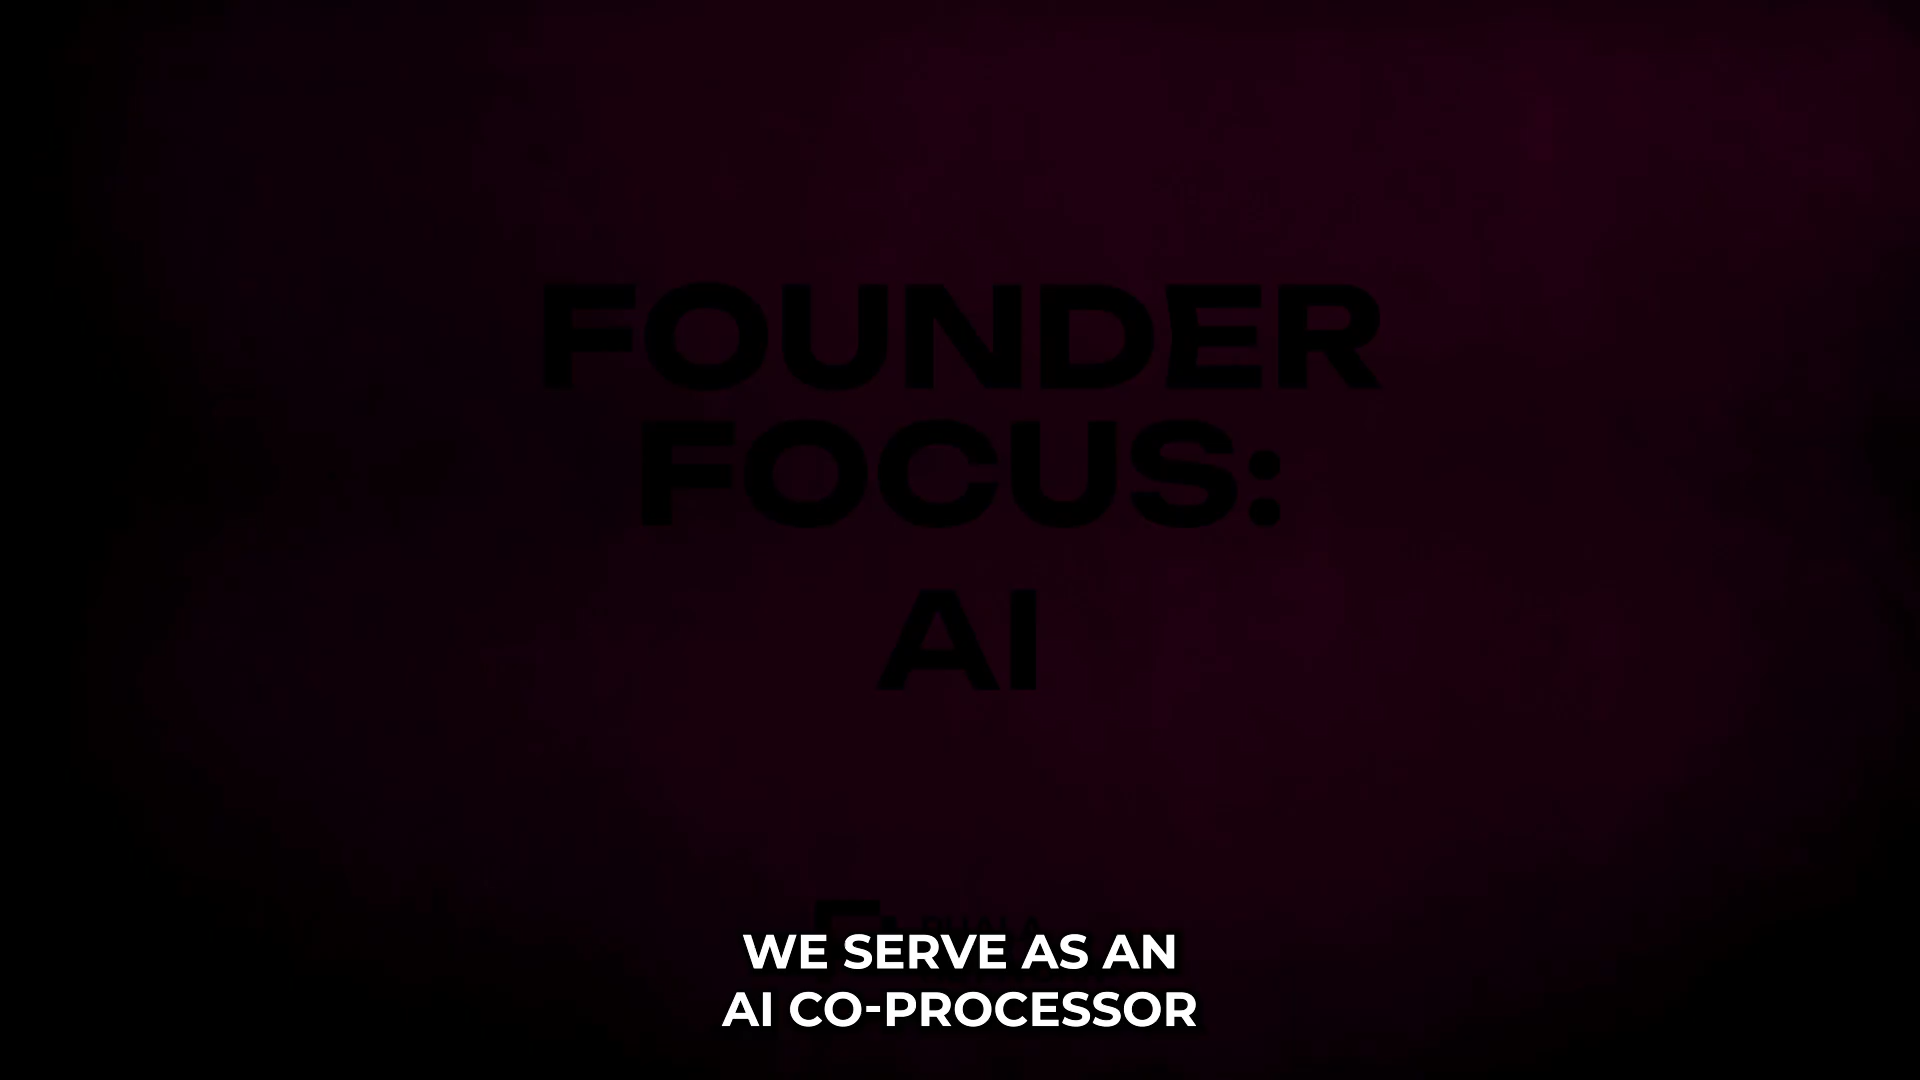 FOUNDER
FOCUS:
AI
WE SERVE AS AN
AI CO-PROCESSOR